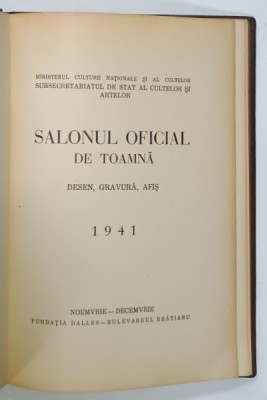 MINISTERUL CULTURII NAȚIONALE ȘI AL CULTELOR
SUBSECRETARIATUL DE STAT AL CULTELOR ȘI
ARTELOR
SALONUL OFICIAL
DE TOAMNĂ
DESEN, GRAVURĂ, AFIȘ
1941
NOEMVRIE—DECEMVRIE
FUNDAȚIA DALLES—BULEVARDUL BRĂTIANU